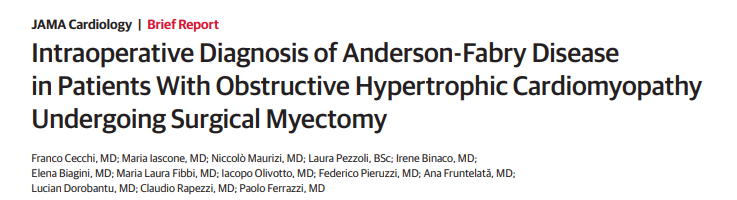 JAMA Cardiology | Brief Report
Intraoperative Diagnosis of Anderson-Fabry Disease
in Patients With Obstructive Hypertrophic Cardiomyopathy
Undergoing Surgical Myectomy
Franco Cecchi, MD; Maria Iascone, MD; Niccolò Maurizi, MD; Laura Pezzoli, BSc; Irene Binaco, MD;
Elena Biagini, MD; Maria Laura Fibbi, MD; Iacopo Olivotto, MD; Federico Pieruzzi, MD; Ana Fruntelată, MD;
Lucian Dorobantu, MD; Claudio Rapezzi, MD; Paolo Ferrazzi, MD